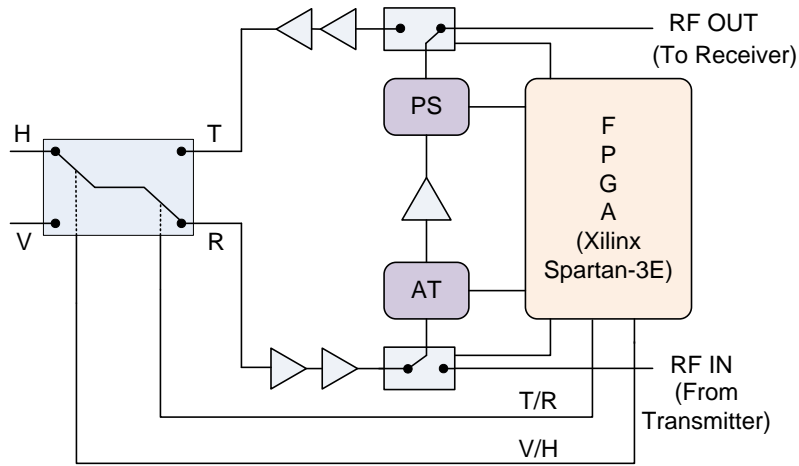 RF OUT
(To Receiver)
PS
F
P
G
A
(Xilinx
Spartan-3E)
H
T
V
R
AT
RF IN
(From
Transmitter)
T/R
V/H